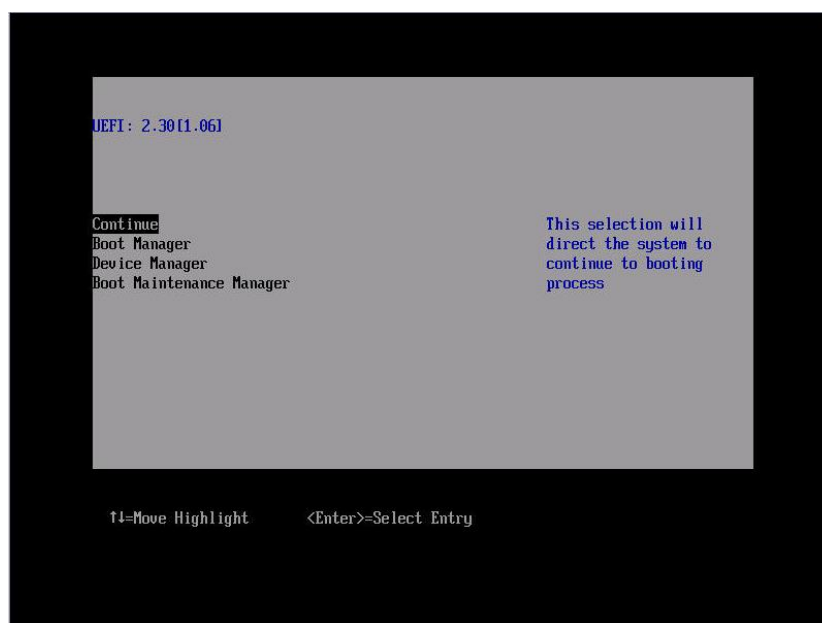 UEFI: 2.30[1.06]
Continue
Boot Manager
Device Manager
Boot Maintenance Manager
This selection will
direct the system to
continue to booting
process
↑↓=Move Highlight <Enter>=Select Entry